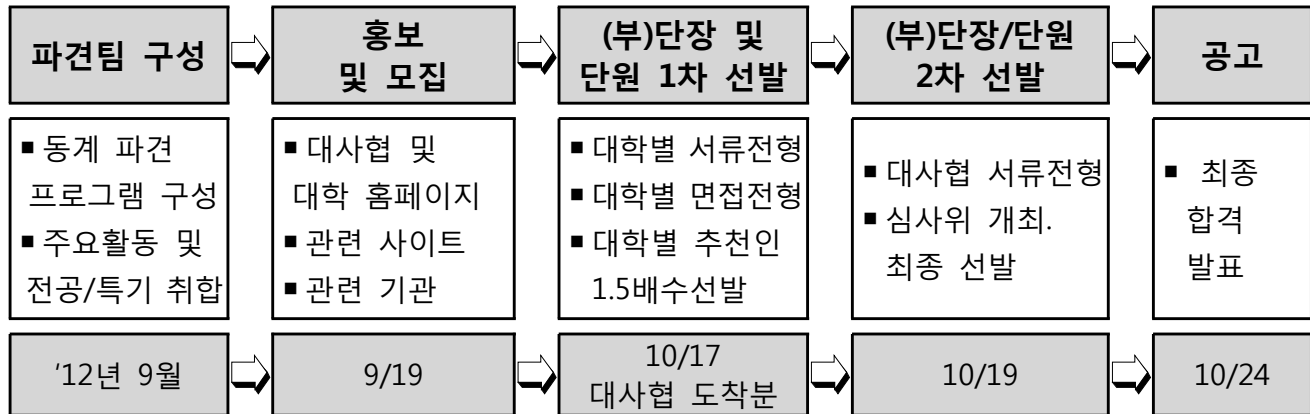 파견팀 구성
홍보
및 모집
(부)단장 및
단원 1차 선발
(부)단장/단원
2차 선발
공고
■ 동계 파견
프로그램 구성
■ 주요활동 및
전공/특기 취합
■ 대사협 및
대학 홈페이지
■ 관련 사이트
■ 관련 기관
■ 대학별 서류전형
■ 대학별 면접전형
■ 대학별 추천인
1.5배수선발
■ 대사협 서류전형
■ 심사위 개최.
최종 선발
■ 최종
합격
발표
'12년 9월
9/19
10/17
대사협 도착분
10/19
10/24